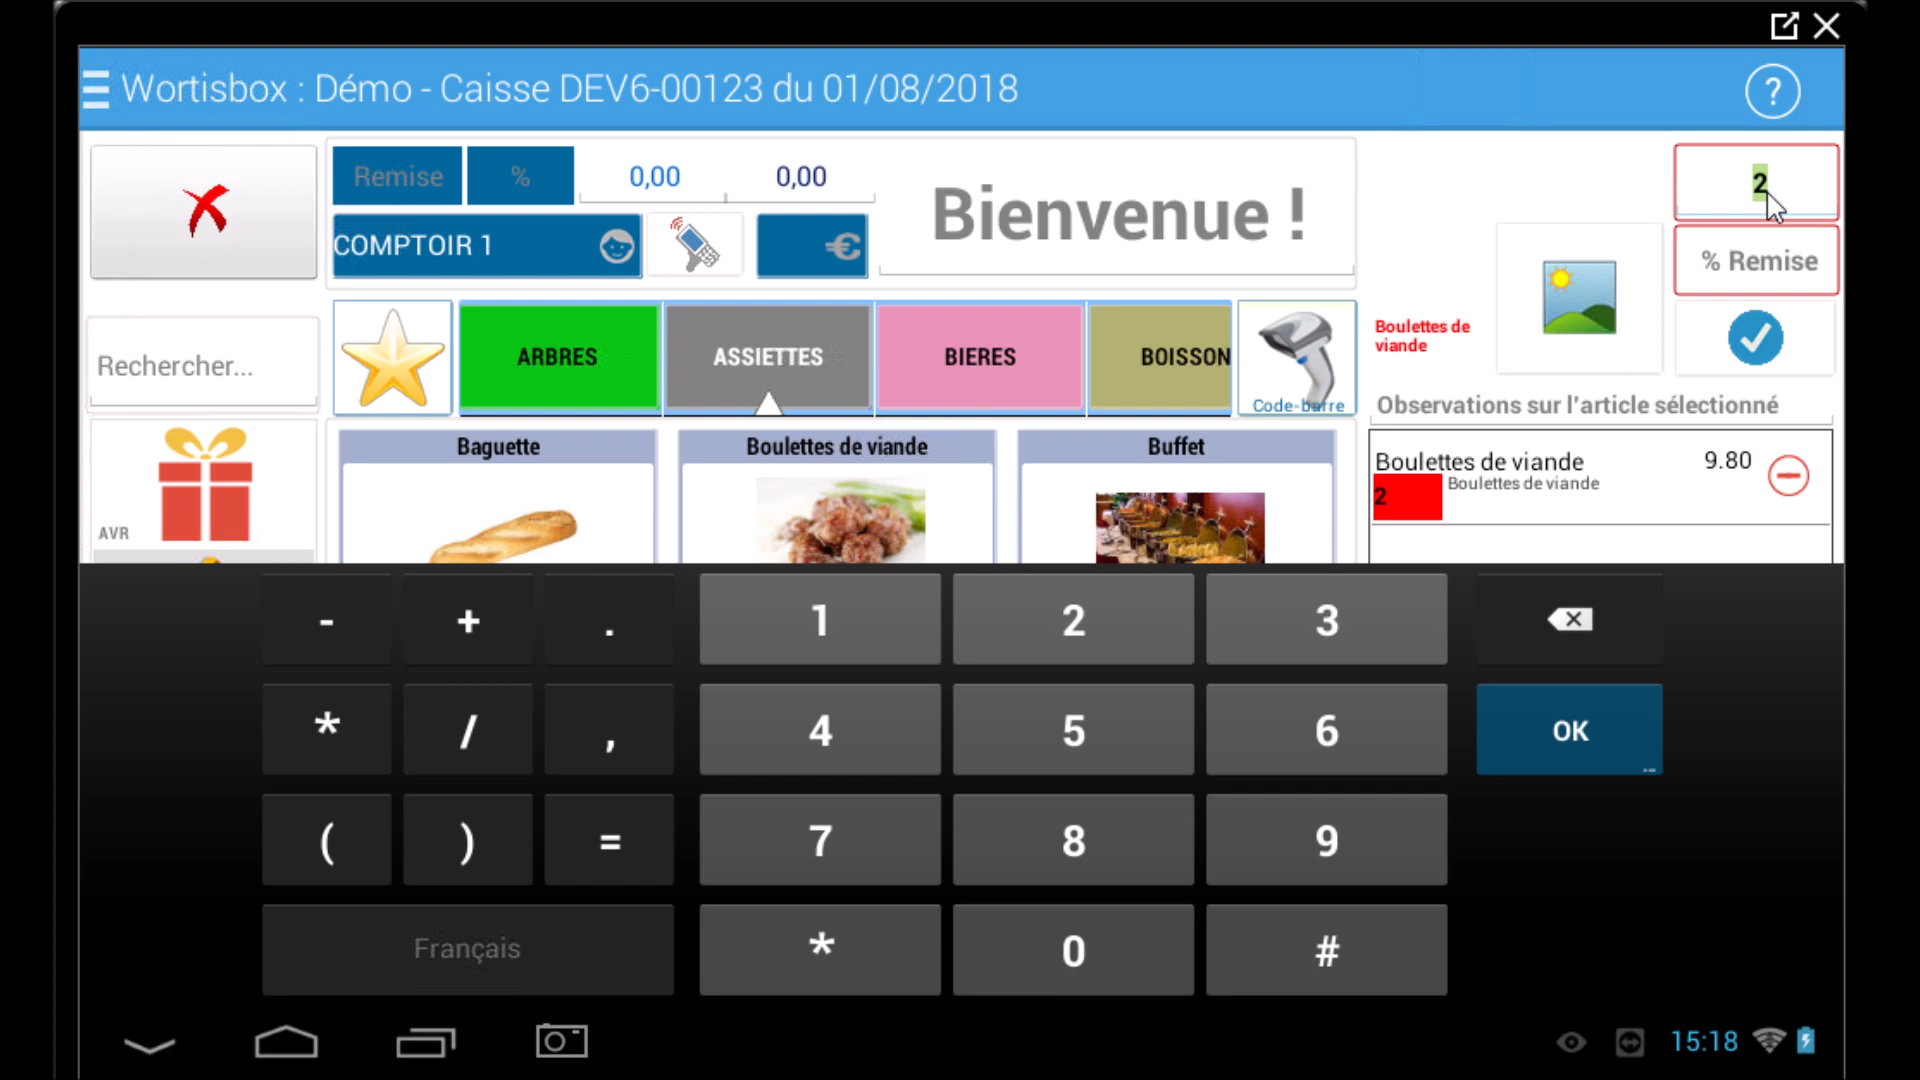 Wortisbox : Démo - Caisse DEV6-00123 du 01/08/2018
?
Remise % 0,00 0,00
Bienvenue !
2
COMPTOIR 1
€
% Remise
Rechercher...
ARBRES
ASSIETTES
BIERES
BOISSON
Code-barre
Boulettes de
viande
Observations sur l'article sélectionné
AVR
Baguette
Boulettes de viande
Buffet
Boulettes de viande 9.80
2 Boulettes de viande
- + . 1 2 3
* / , 4 5 6 OK
...
( ) = 7 8 9
Français * 0 #
15:18